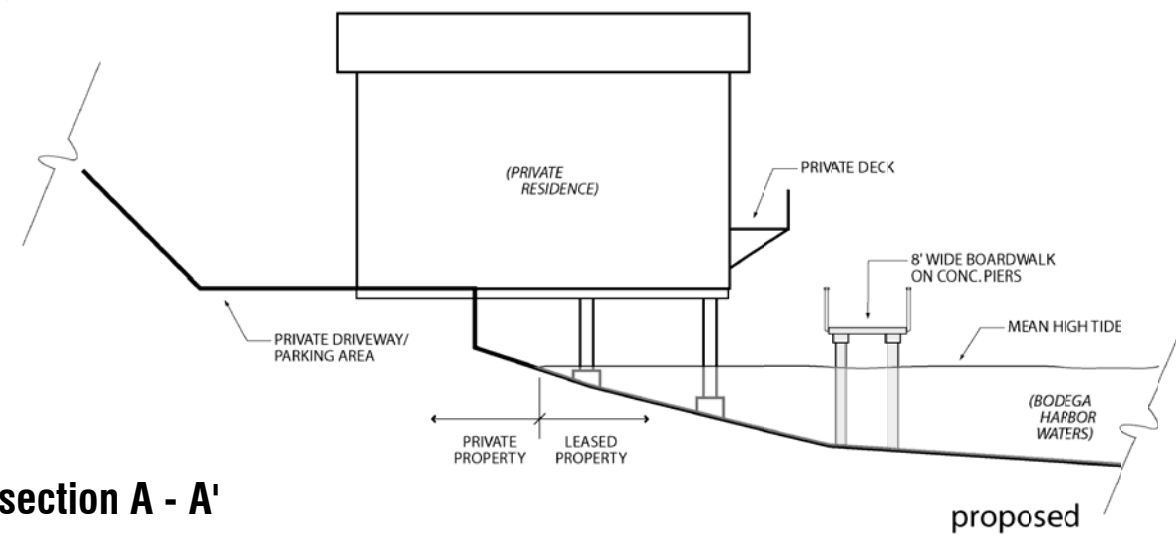 (PRIVATE
RESIDENCE)
PRIVATE DECK
8' WIDE BOARDWALK
ON CONC. PIERS
PRIVATE DRIVEWAY/
PARKING AREA
MEAN HIGH TIDE
(BODEGA
HARBOR
WATERS)
PRIVATE
PROPERTY
LEASED
PROPERTY
section A - A'
proposed